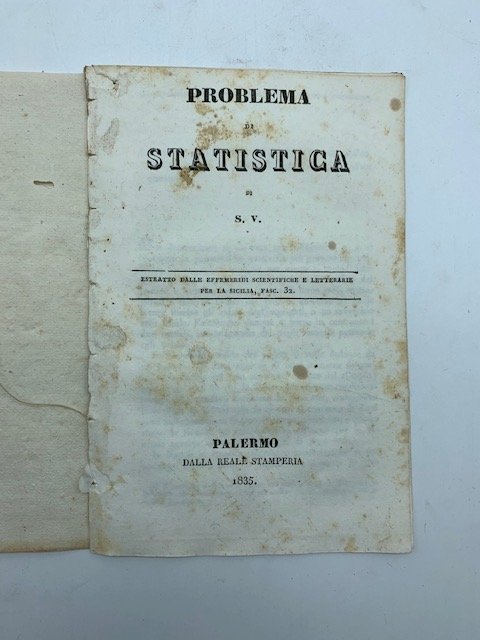 PROBLEMA
DI
STATISTICA
DI
S. V.
ESTRATTO DALLE EFFEMERIDI SCIENTIFICHE E LETTERARIE
PER LA SICILIA, FASC. 32.
PALERMO
DALLA REALE STAMPERIA
1835.